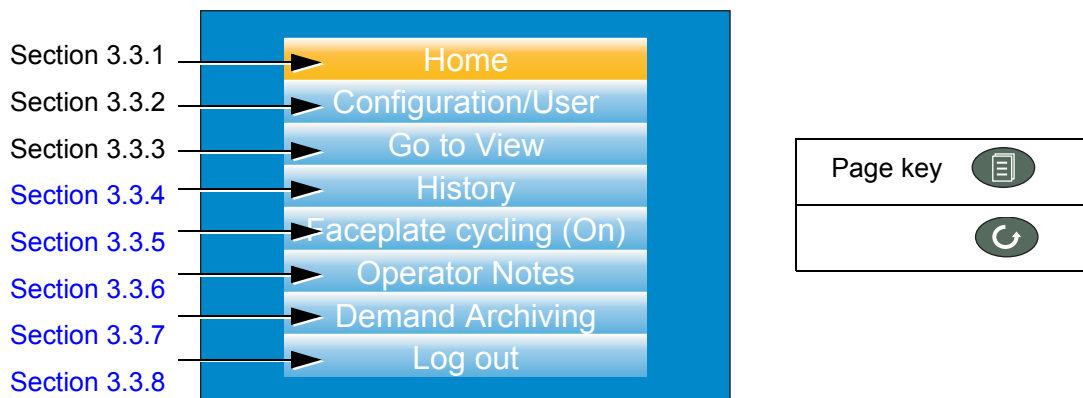 Section 3.3.1
Home
Section 3.3.2
Configuration/User
Section 3.3.3
Go to View
Section 3.3.4
History
Section 3.3.5
Faceplate cycling (On)
Section 3.3.6
Operator Notes
Section 3.3.7
Demand Archiving
Section 3.3.8
Log out
Page key